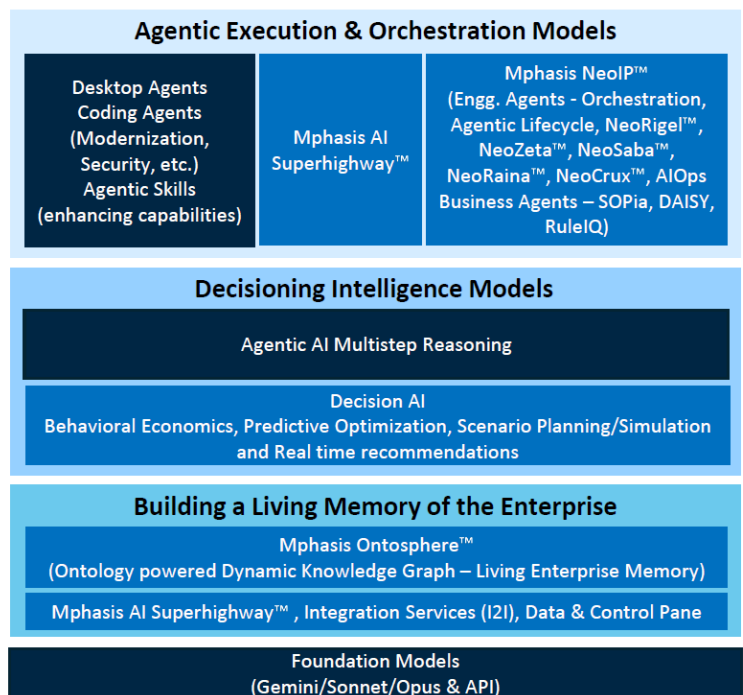 Agentic Execution & Orchestration Models
Desktop Agents
Coding Agents
(Modernization,
Security, etc.)
Agentic Skills
(enhancing capabilities)
Mphasis AI
Superhighway™
Mphasis NeoIP™
(Engg. Agents - Orchestration,
Agentic Lifecycle, NeoRigel™,
NeoZeta™, NeoSaba™,
NeoRaina™, NeoCrux™, AIOps
Business Agents – SOPia, DAISY,
RuleIQ)
Decisioning Intelligence Models
Agentic AI Multistep Reasoning
Decision AI
Behavioral Economics, Predictive Optimization, Scenario Planning/Simulation
and Real time recommendations
Building a Living Memory of the Enterprise
Mphasis Ontosphere™
(Ontology powered Dynamic Knowledge Graph – Living Enterprise Memory)
Mphasis AI Superhighway™ , Integration Services (I2I), Data & Control Pane
Foundation Models
(Gemini/Sonnet/Opus & API)